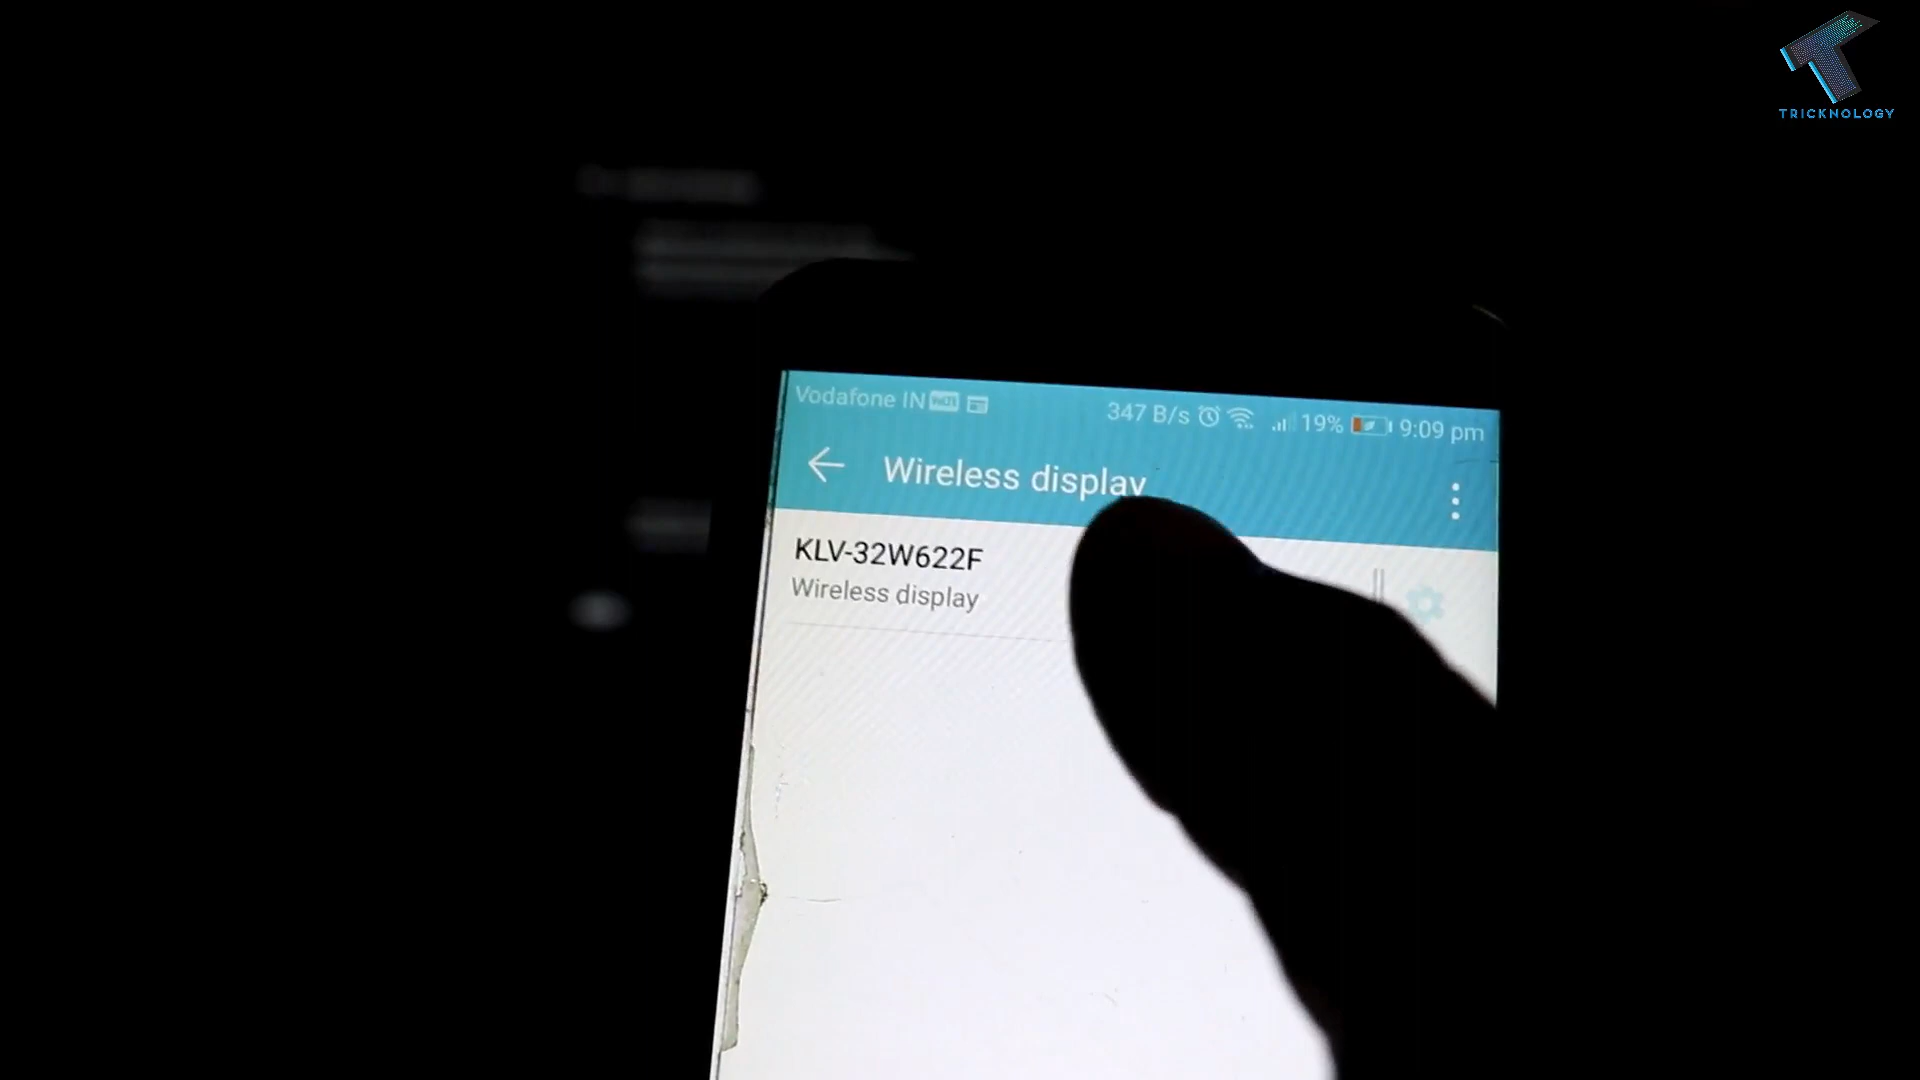 TRICKNOLOGY
Vodafone IN
347 B/s 19% 9:09 pm
Wireless display
KLV-32W622F
Wireless display